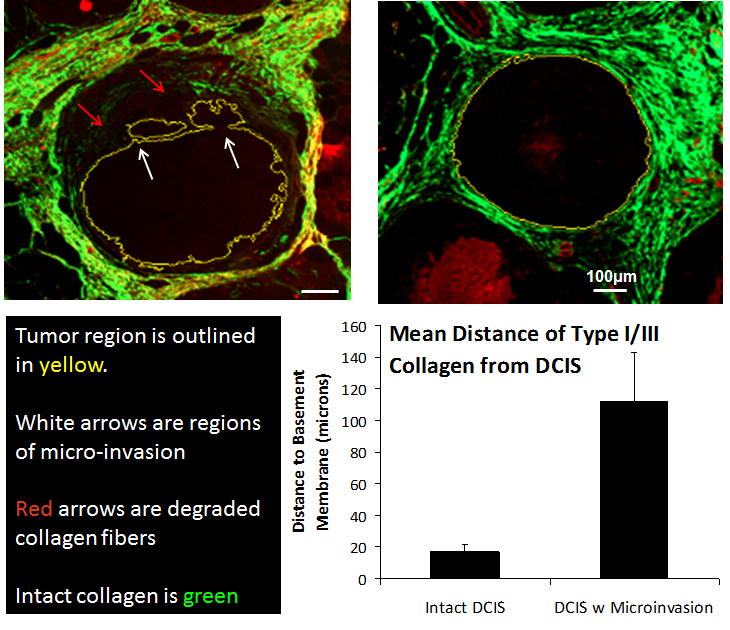 100µm
Tumor region is outlined
in yellow.
White arrows are regions
of micro-invasion
Red arrows are degraded
collagen fibers
Intact collagen is green
Mean Distance of Type I/III
Collagen from DCIS
Distance to Basement
Membrane (microns)
160
140
120
100
80
60
40
20
0
Intact DCIS
DCIS w Microinvasion